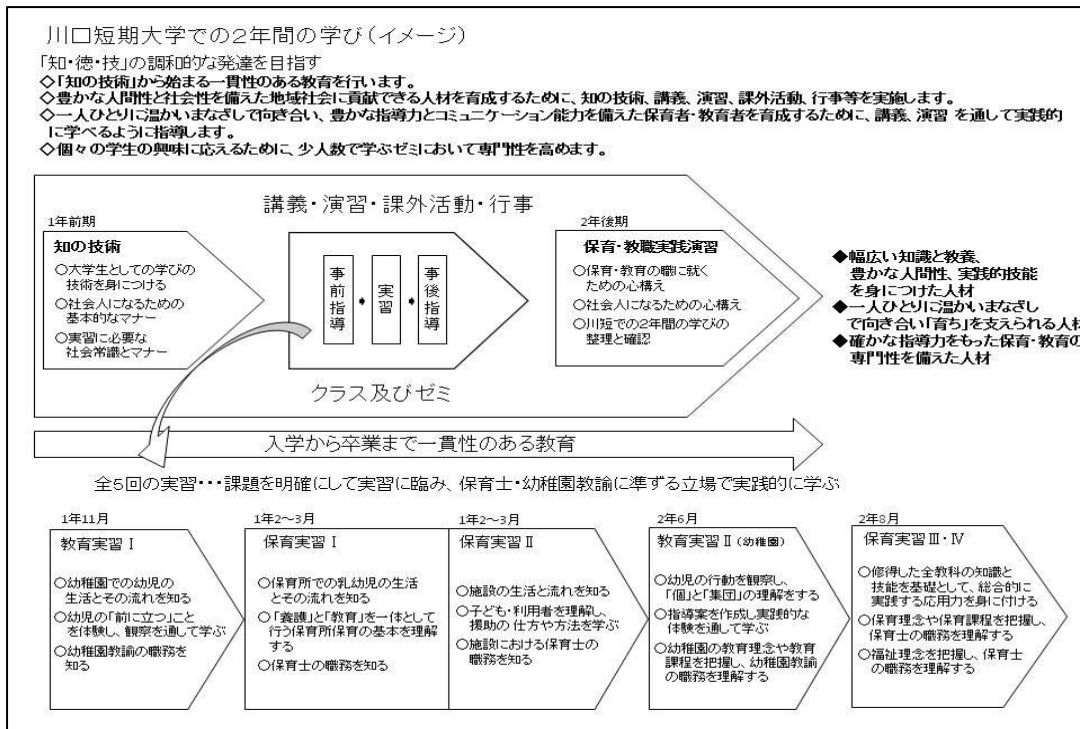 川口短期大学での2年間の学び(イメージ)
「知・徳・技」の調和的な発達を目指す
◇「知の技術」から始まる一貫性のある教育を行います。
◇豊かな人間性と社会性を備えた地域社会に貢献できる人材を育成するために、知の技術、講義、演習、課外活動、行事等を実施します。
◇一人ひとりに温かいまなざしで向き合い、豊かな指導力とコミュニケーション能力を備えた保育者・教育者を育成するために、講義、演習 を通して実践的
に学べるように指導します。
◇個々の学生の興味に応えるために、少人数で学ぶゼミにおいて専門性を高めます。
講義・演習・課外活動・行事
1年前期
知の技術
○大学生としての学びの
技術を身につける
○社会人になるための
基本的なマナー
○実習に必要な
社会常識とマナー
事前指導
実習
事後指導
クラス及びゼミ
2年後期
保育・教職実践演習
○保育・教育の職に就く
ための心構え
○社会人になるための心構え
○川短での2年間の学びの
整理と確認
◆幅広い知識と教養、
豊かな人間性、実践的技能
を身につけた人材
◆一人ひとりに温かいまなざし
で向き合い「育ち」を支えられる人材
◆確かな指導力をもった保育・教育の
専門性を備えた人材
入学から卒業まで一貫性のある教育
全5回の実習・・・課題を明確にして実習に臨み、保育士・幼稚園教諭に準ずる立場で実践的に学ぶ
1年11月
教育実習Ⅰ
○幼稚園での幼児の
生活とその流れを知る
○幼児の「前に立つ」こと
を体験し、観察を通して学ぶ
○幼稚園教諭の職務を
知る
1年2～3月
保育実習Ⅰ
○保育所での乳幼児の生活
とその流れを知る
○「養護」と「教育」を一体として
行う保育所保育の基本を理解
する
○保育士の職務を知る
1年2～3月
保育実習Ⅱ
○施設の生活と流れを知る
○子ども・利用者を理解し、
援助の 仕方や方法を学ぶ
○施設における保育士の
職務を知る
2年6月
教育実習Ⅱ(幼稚園)
○幼児の行動を観察し、
「個」と「集団」の理解をする
○指導案を作成し実践的な
体験を通して学ぶ
○幼稚園の教育理念や教育
課程を把握し、幼稚園教諭
の職務を理解する
2年8月
保育実習Ⅲ・Ⅳ
○修得した全教科の知識と
技能を基礎として、総合的に
実践する応用力を身に付ける
○保育理念や保育課程を把握し、
保育士の職務を理解する
○福祉理念を把握し、保育士
の職務を理解する